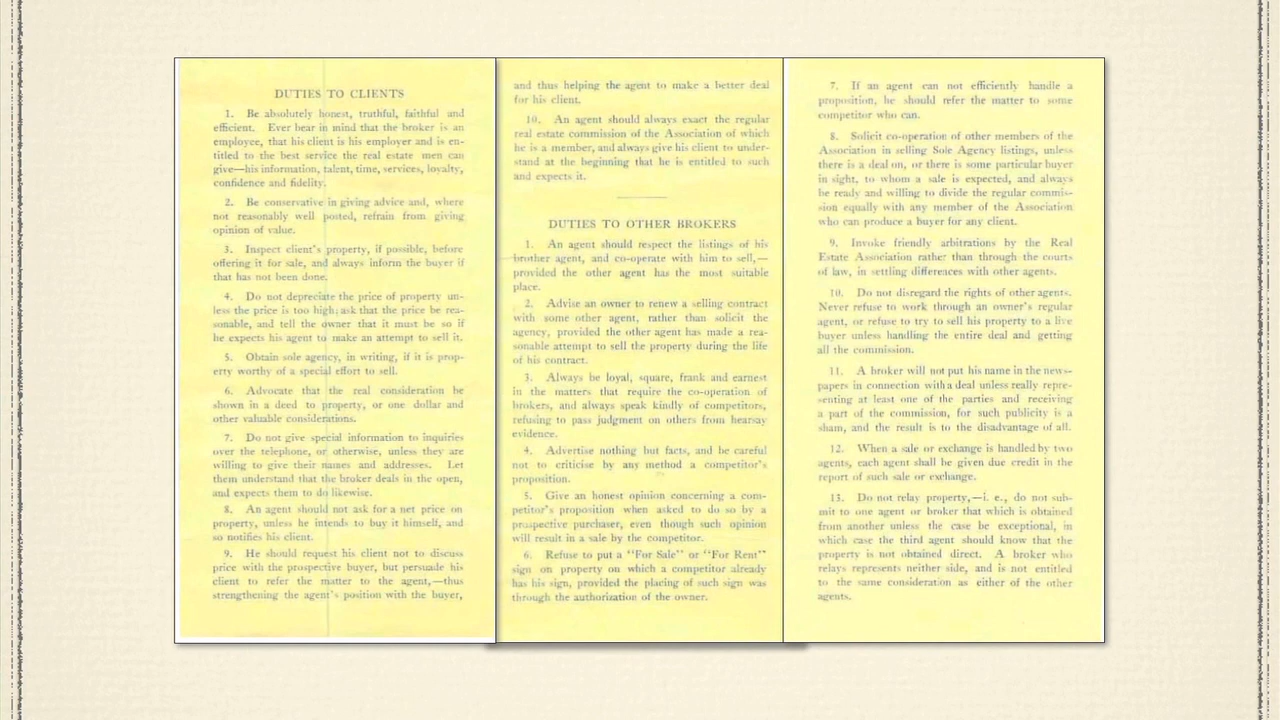 DUTIES TO CLIENTS
1. Be absolutely honest, truthful, faithful and
efficient. Ever bear in mind that the broker is an
employee, that his client is his employer and is en-
titled to the best service the real estate men can
give—his information, talent, time, services, loyalty,
confidence and fidelity.
2. Be conservative in giving advice and, where
not reasonably well posted, refrain from giving
opinion of value.
3. Inspect client's property, if possible, before
offering it for sale, and always inform the buyer if
that has not been done.
4. Do not depreciate the price of property un-
less the price is too high; ask that the price be rea-
sonable, and tell the owner that it must be so if
he expects his agent to make an attempt to sell it.
5. Obtain sole agency, in writing, if it is prop-
erty worthy of a special effort to sell.
6. Advocate that the real consideration be
shown in a deed to property, or one dollar and
other valuable considerations.
7. Do not give special information to inquiries
over the telephone, or otherwise, unless they are
willing to give their names and addresses. Let
them understand that the broker deals in the open,
and expects them to do likewise.
8. An agent should not ask for a net price on
property, unless he intends to buy it himself, and
so notifies his client.
9. He should request his client not to discuss
price with the prospective buyer, but persuade his
client to refer the matter to the agent,—thus
strengthening the agent's position with the buyer,
and thus helping the agent to make a better deal
for his client.
10. An agent should always exact the regular
real estate commission of the Association of which
he is a member, and always give his client to under-
stand at the beginning that he is entitled to such
and expects it.
DUTIES TO OTHER BROKERS
1. An agent should respect the listings of his
brother agent, and co-operate with him to sell,—
provided the other agent has the most suitable
place.
2. Advise an owner to renew a selling contract
with some other agent, rather than solicit the
agency, provided the other agent has made a rea-
sonable attempt to sell the property during the life
of his contract.
3. Always be loyal, square, frank and earnest
in the matters that require the co-operation of
brokers, and always speak kindly of competitors,
refusing to pass judgment on others from hearsay
evidence.
4. Advertise nothing but facts, and be careful
not to criticise by any method a competitor's
proposition.
5. Give an honest opinion concerning a com-
petitor's proposition when asked to do so by a
prospective purchaser, even though such opinion
will result in a sale by the competitor.
6. Refuse to put a "For Sale" or "For Rent"
sign on property on which a competitor already
has his sign, provided the placing of such sign was
through the authorization of the owner.
7. If an agent can not efficiently handle a
proposition, he should refer the matter to some
competitor who can.
8. Solicit co-operation of other members of the
Association in selling Sole Agency listings, unless
there is a deal on, or there is some particular buyer
in sight, to whom a sale is expected, and always
be ready and willing to divide the regular commis-
sion equally with any member of the Association
who can produce a buyer for any client.
9. Invoke friendly arbitrations by the Real
Estate Association rather than through the courts
of law, in settling differences with other agents.
10. Do not disregard the rights of other agents.
Never refuse to work through an owner's regular
agent, or refuse to try to sell his property to a live
buyer unless handling the entire deal and getting
all the commission.
11. A broker will not put his name in the news-
papers in connection with a deal unless really repre-
senting at least one of the parties and receiving
a part of the commission, for such publicity is a
sham, and the result is to the disadvantage of all.
12. When a sale or exchange is handled by two
agents, each agent shall be given due credit in the
report of such sale or exchange.
13. Do not relay property,—i. e., do not sub-
mit to one agent or broker that which is obtained
from another unless the case be exceptional, in
which case the third agent should know that the
property is not obtained direct. A broker who
relays represents neither side, and is not entitled
to the same consideration as either of the other
agents.